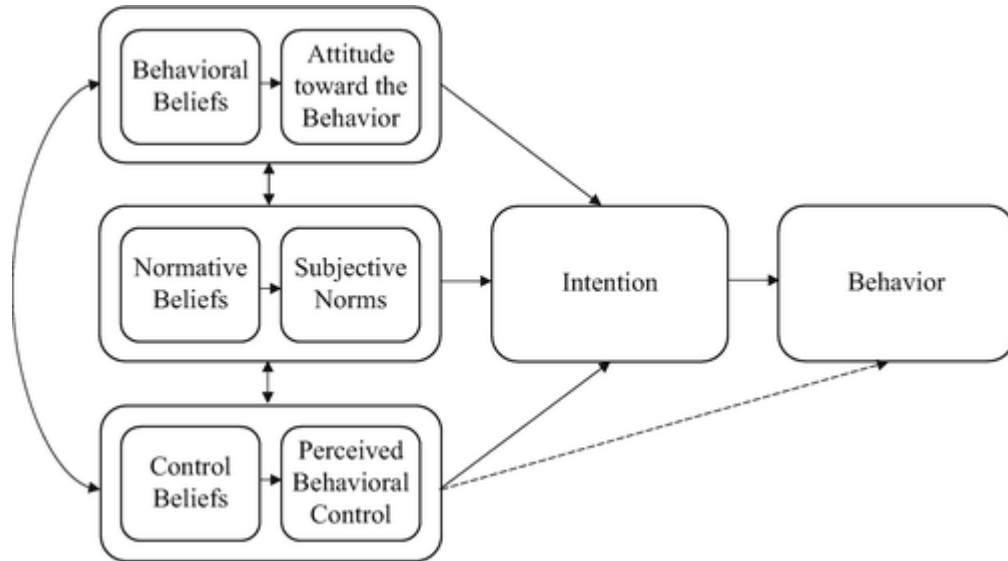 Behavioral
Beliefs
Attitude
toward the
Behavior
Normative
Beliefs
Subjective
Norms
Intention
Behavior
Control
Beliefs
Perceived
Behavioral
Control